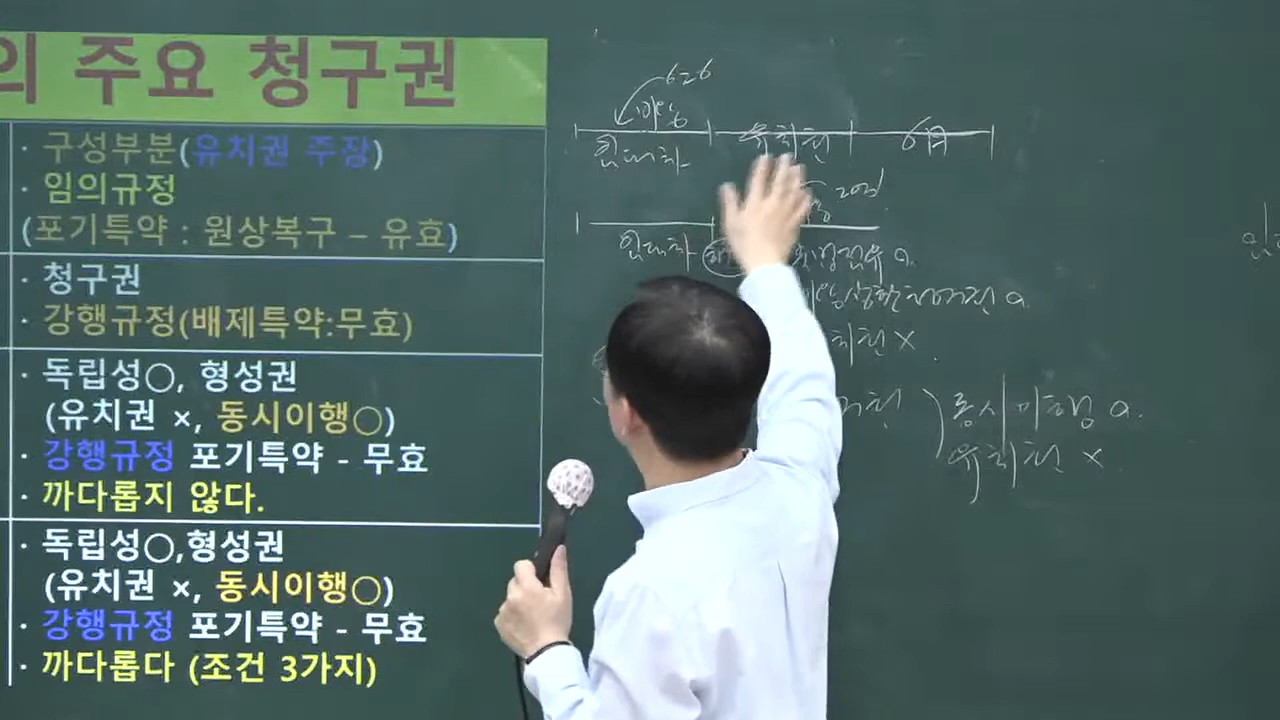 의 주요 청구권
· 구성부분(유치권 주장)
· 임의규정
(포기특약 : 원상복구 – 유효)
· 청구권
· 강행규정(배제특약:무효)
· 독립성○, 형성권
(유치권 ×, 동시이행○)
· 강행규정 포기특약 - 무효
· 까다롭지 않다.
· 독립성○,형성권
(유치권 ×, 동시이행○)
· 강행규정 포기특약 - 무효
· 까다롭다 (조건 3가지)
626
임대차 유치권 6月
임대차
동시이행 O.
유치권 ×